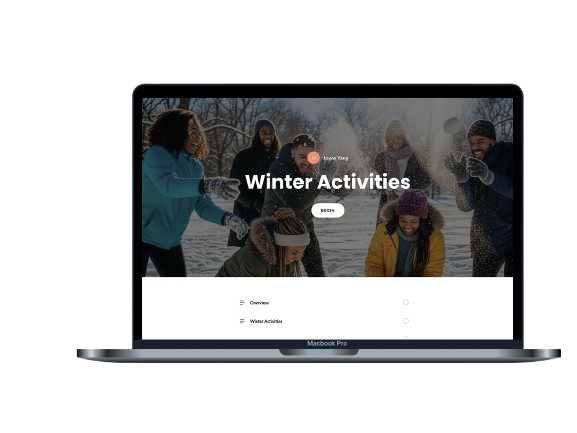 Joyce Yang
Winter Activities
BEGIN
Overview
Winter Activities
Macbook Pro